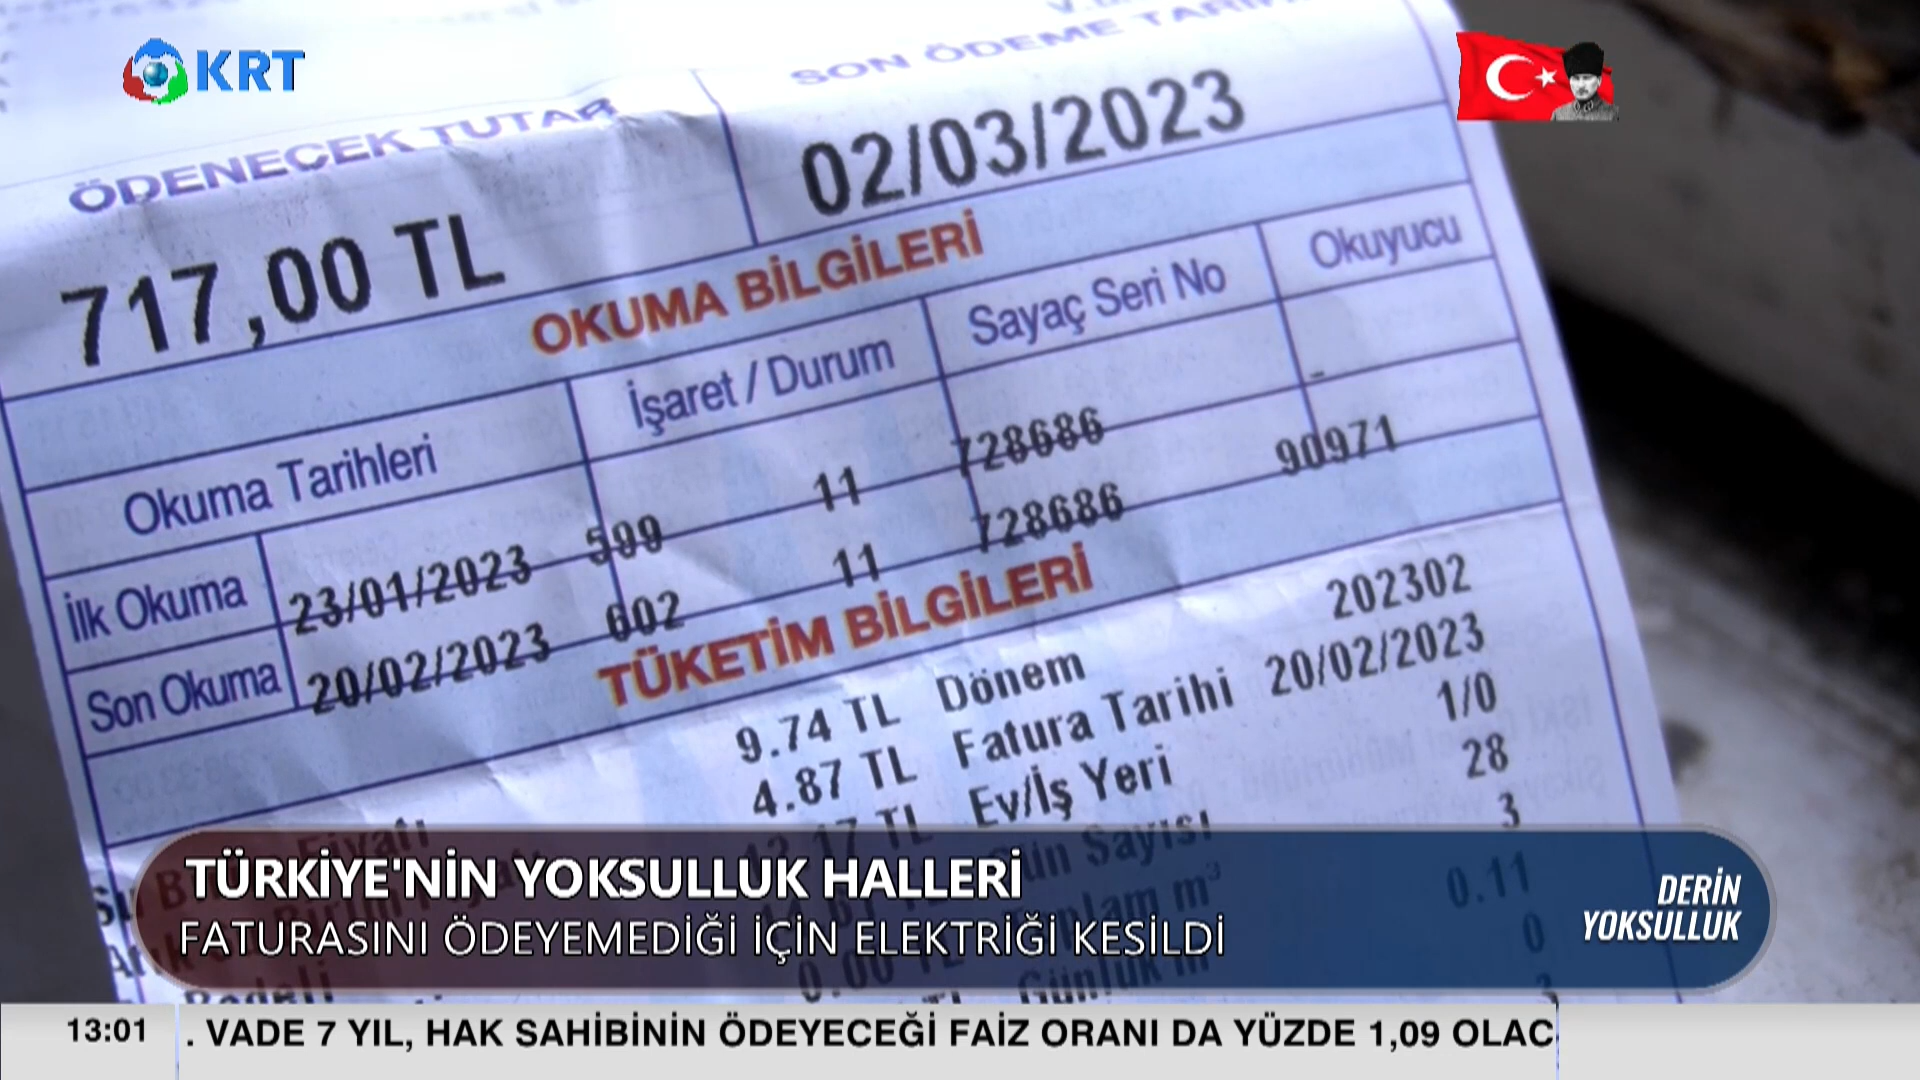 KRT
SON ÖDEME
ÖDENECEK TUTAR
02/03/2023
717,00 TL
OKUMA BİLGİLERİ
Okuma Tarihleri
İşaret / Durum
Sayaç Seri No
Okuyucu
İlk Okuma 23/01/2023 599 11 728686 -
Son Okuma 20/02/2023 602 11 728686 90971
TÜKETİM BİLGİLERİ
9.74 TL Dönem 202302
4.87 TL Fatura Tarihi 20/02/2023
TL Ev/İş Yeri 1/0
Sayısı 28
m³ 3
0.11
0
TÜRKİYE'NİN YOKSULLUK HALLERİ
FATURASINI ÖDEYEMEDİĞİ İÇİN ELEKTRİĞİ KESİLDİ
DERİN
YOKSULLUK
13:01 . VADE 7 YIL, HAK SAHİBİNİN ÖDEYECEĞİ FAİZ ORANI DA YÜZDE 1,09 OLAC